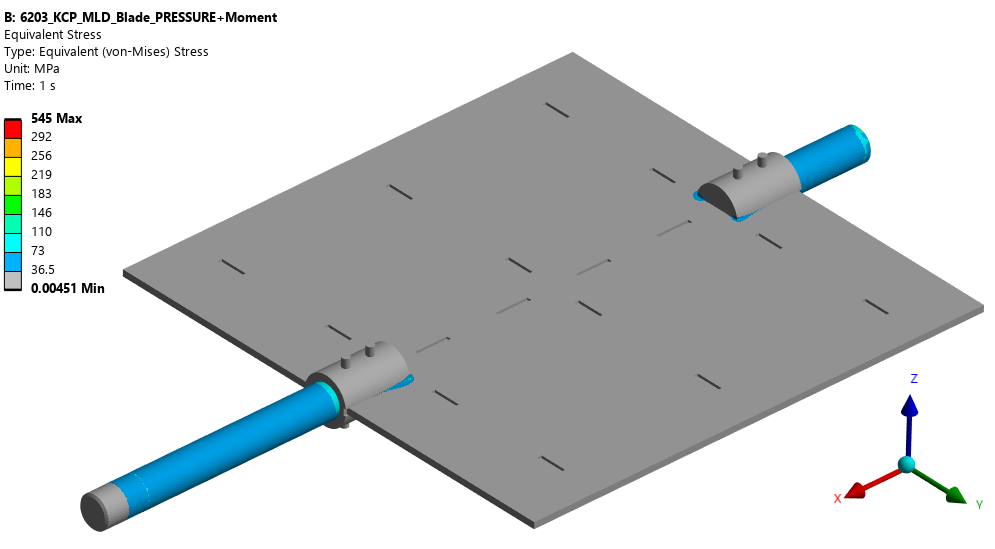 B: 6203_KCP_MLD_Blade_PRESSURE+Moment
Equivalent Stress
Type: Equivalent (von-Mises) Stress
Unit: MPa
Time: 1 s
545 Max
292
256
219
183
146
110
73
36.5
0.00451 Min
Z
X
Y